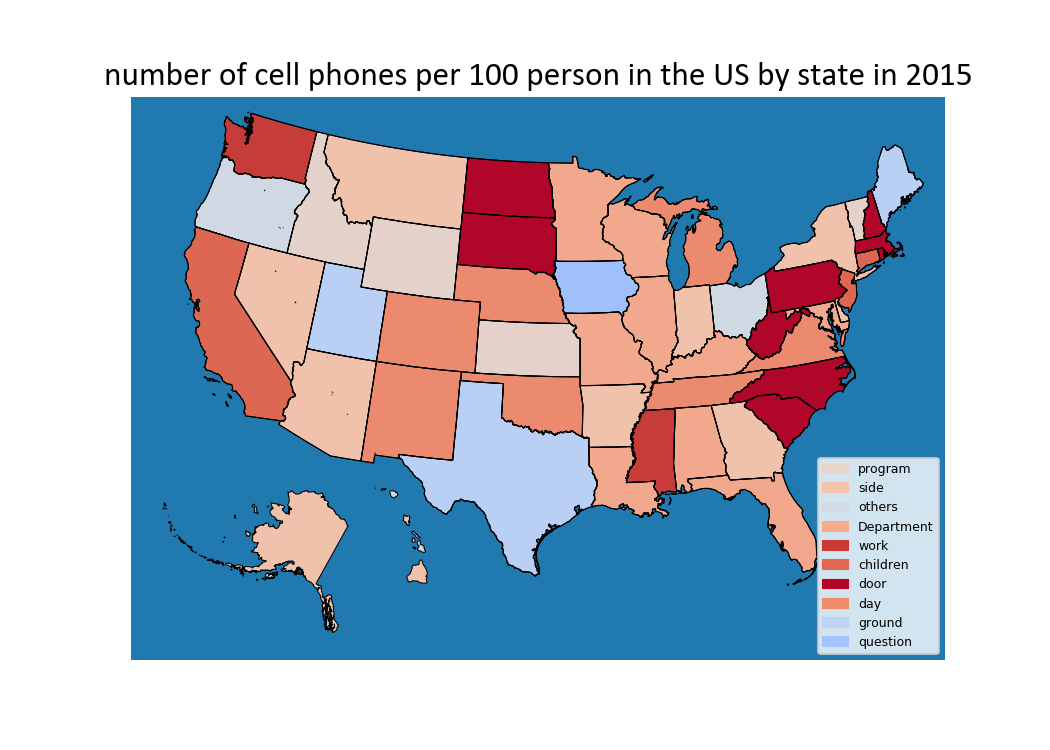 number of cell phones per 100 person in the US by state in 2015
program
side
others
Department
work
children
door
day
ground
question